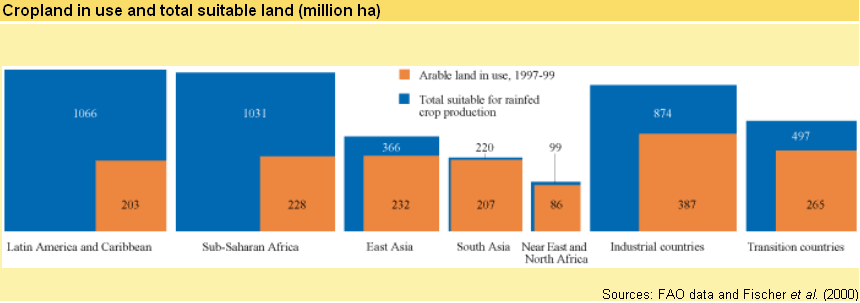 Cropland in use and total suitable land (million ha)
Arable land in use, 1997-99
Total suitable for rainfed
crop production
1066
203
1031
228
366
232
220
207
99
86
874
387
497
265
Latin America and Caribbean
Sub-Saharan Africa
East Asia
South Asia
Near East and
North Africa
Industrial countries
Transition countries
Sources: FAO data and Fischer et al. (2000)